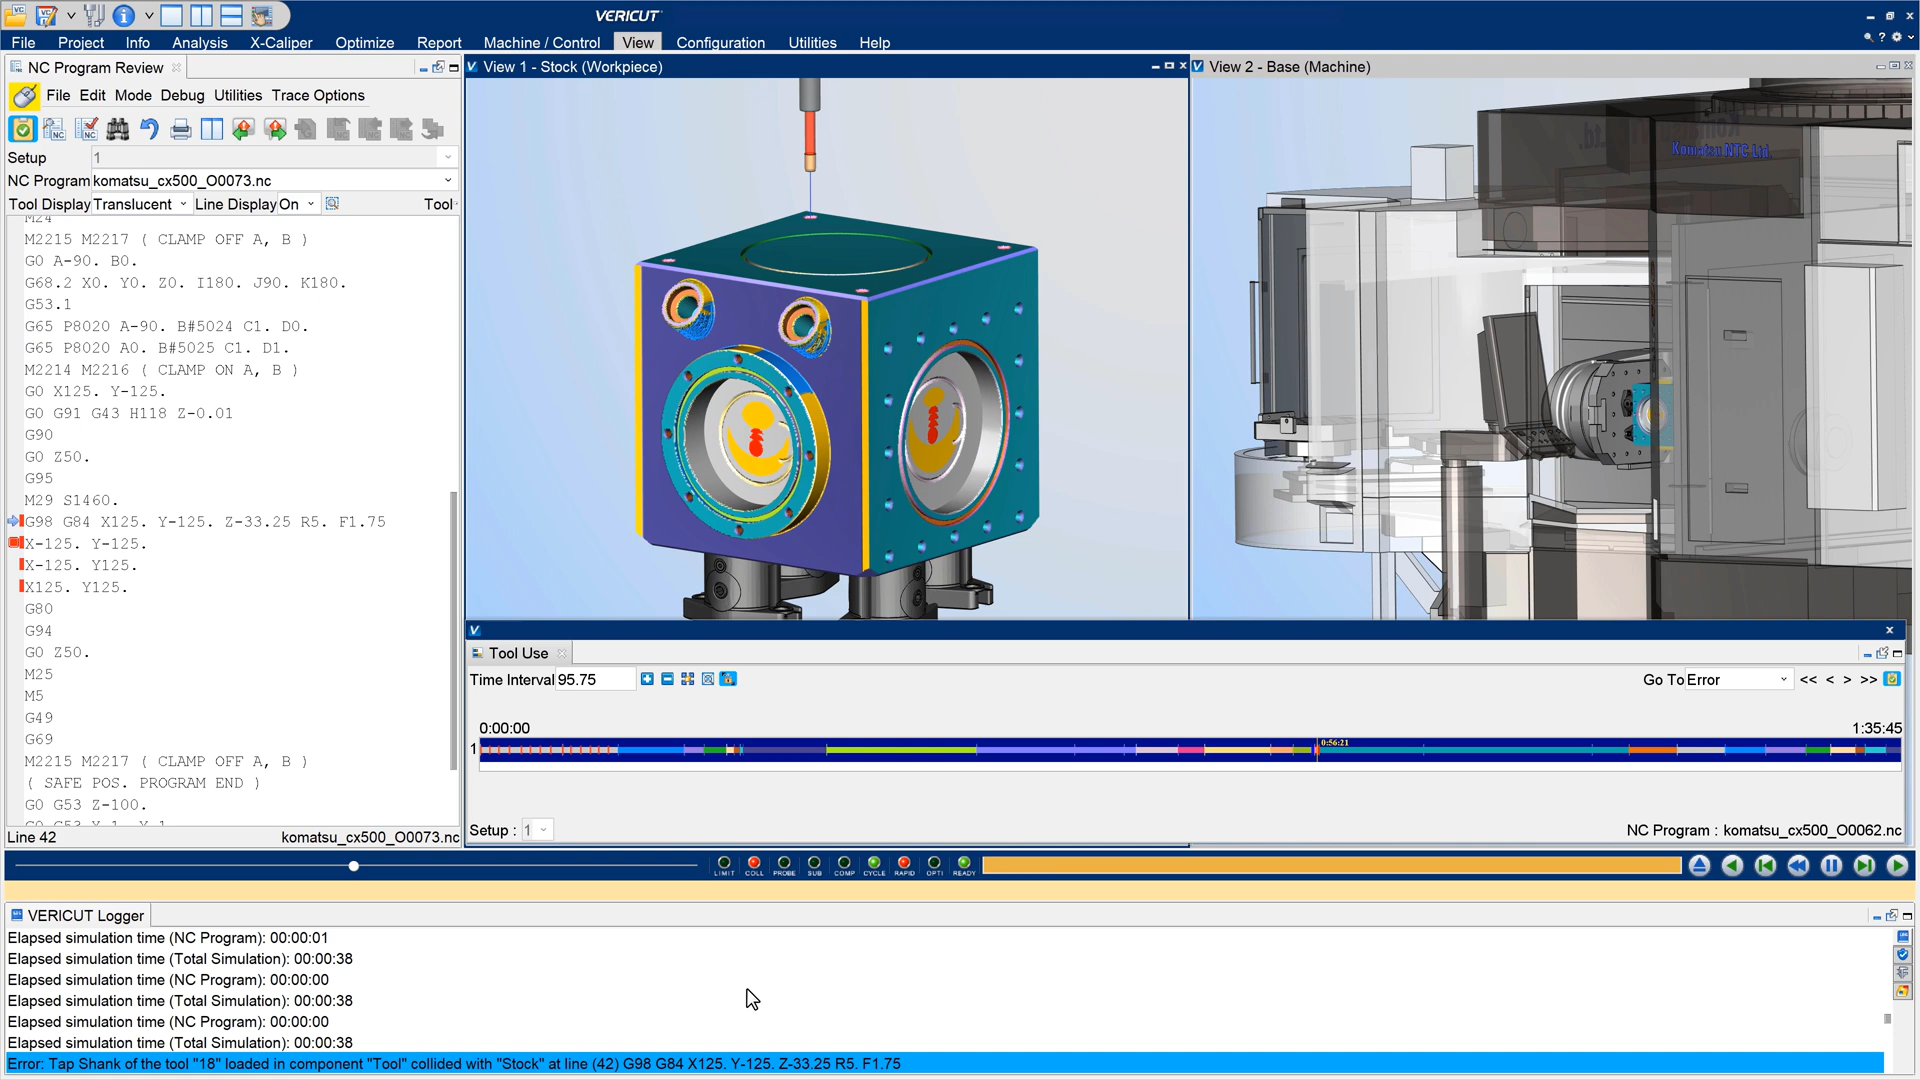 VERICUT
File Project Info Analysis X-Caliper Optimize Report Machine / Control View Configuration Utilities Help
NC Program Review
File Edit Mode Debug Utilities Trace Options
Setup 1
NC Program komatsu_cx500_O0073.nc
Tool Display Translucent Line Display On Tool
M24
M2215 M2217 ( CLAMP OFF A, B )
G0 A-90. B0.
G68.2 X0. Y0. Z0. I180. J90. K180.
G53.1
G65 P8020 A-90. B#5024 C1. D0.
G65 P8020 A0. B#5025 C1. D1.
M2214 M2216 ( CLAMP ON A, B )
G0 X125. Y-125.
G0 G91 G43 H118 Z-0.01
G90
G0 Z50.
G95
M29 S1460.
G98 G84 X125. Y-125. Z-33.25 R5. F1.75
X-125. Y-125.
X-125. Y125.
X125. Y125.
G80
G94
G0 Z50.
M25
M5
G49
G69
M2215 M2217 ( CLAMP OFF A, B )
( SAFE POS. PROGRAM END )
G0 G53 Z-100.
Line 42 komatsu_cx500_O0073.nc
View 1 - Stock (Workpiece)
View 2 - Base (Machine)
Komatsu NTC Ltd.
Tool Use
Time Interval 95.75
Go To Error << < > >>
0:00:00 1:35:45
1 0:56:21
Setup : 1 NC Program : komatsu_cx500_O0062.nc
LIMIT COLL PROBE SUB COMP CYCLE RAPID OPTI READY
VERICUT Logger
Elapsed simulation time (NC Program): 00:00:01
Elapsed simulation time (Total Simulation): 00:00:38
Elapsed simulation time (NC Program): 00:00:00
Elapsed simulation time (Total Simulation): 00:00:38
Elapsed simulation time (NC Program): 00:00:00
Elapsed simulation time (Total Simulation): 00:00:38
Error: Tap Shank of the tool "18" loaded in component "Tool" collided with "Stock" at line (42) G98 G84 X125. Y-125. Z-33.25 R5. F1.75